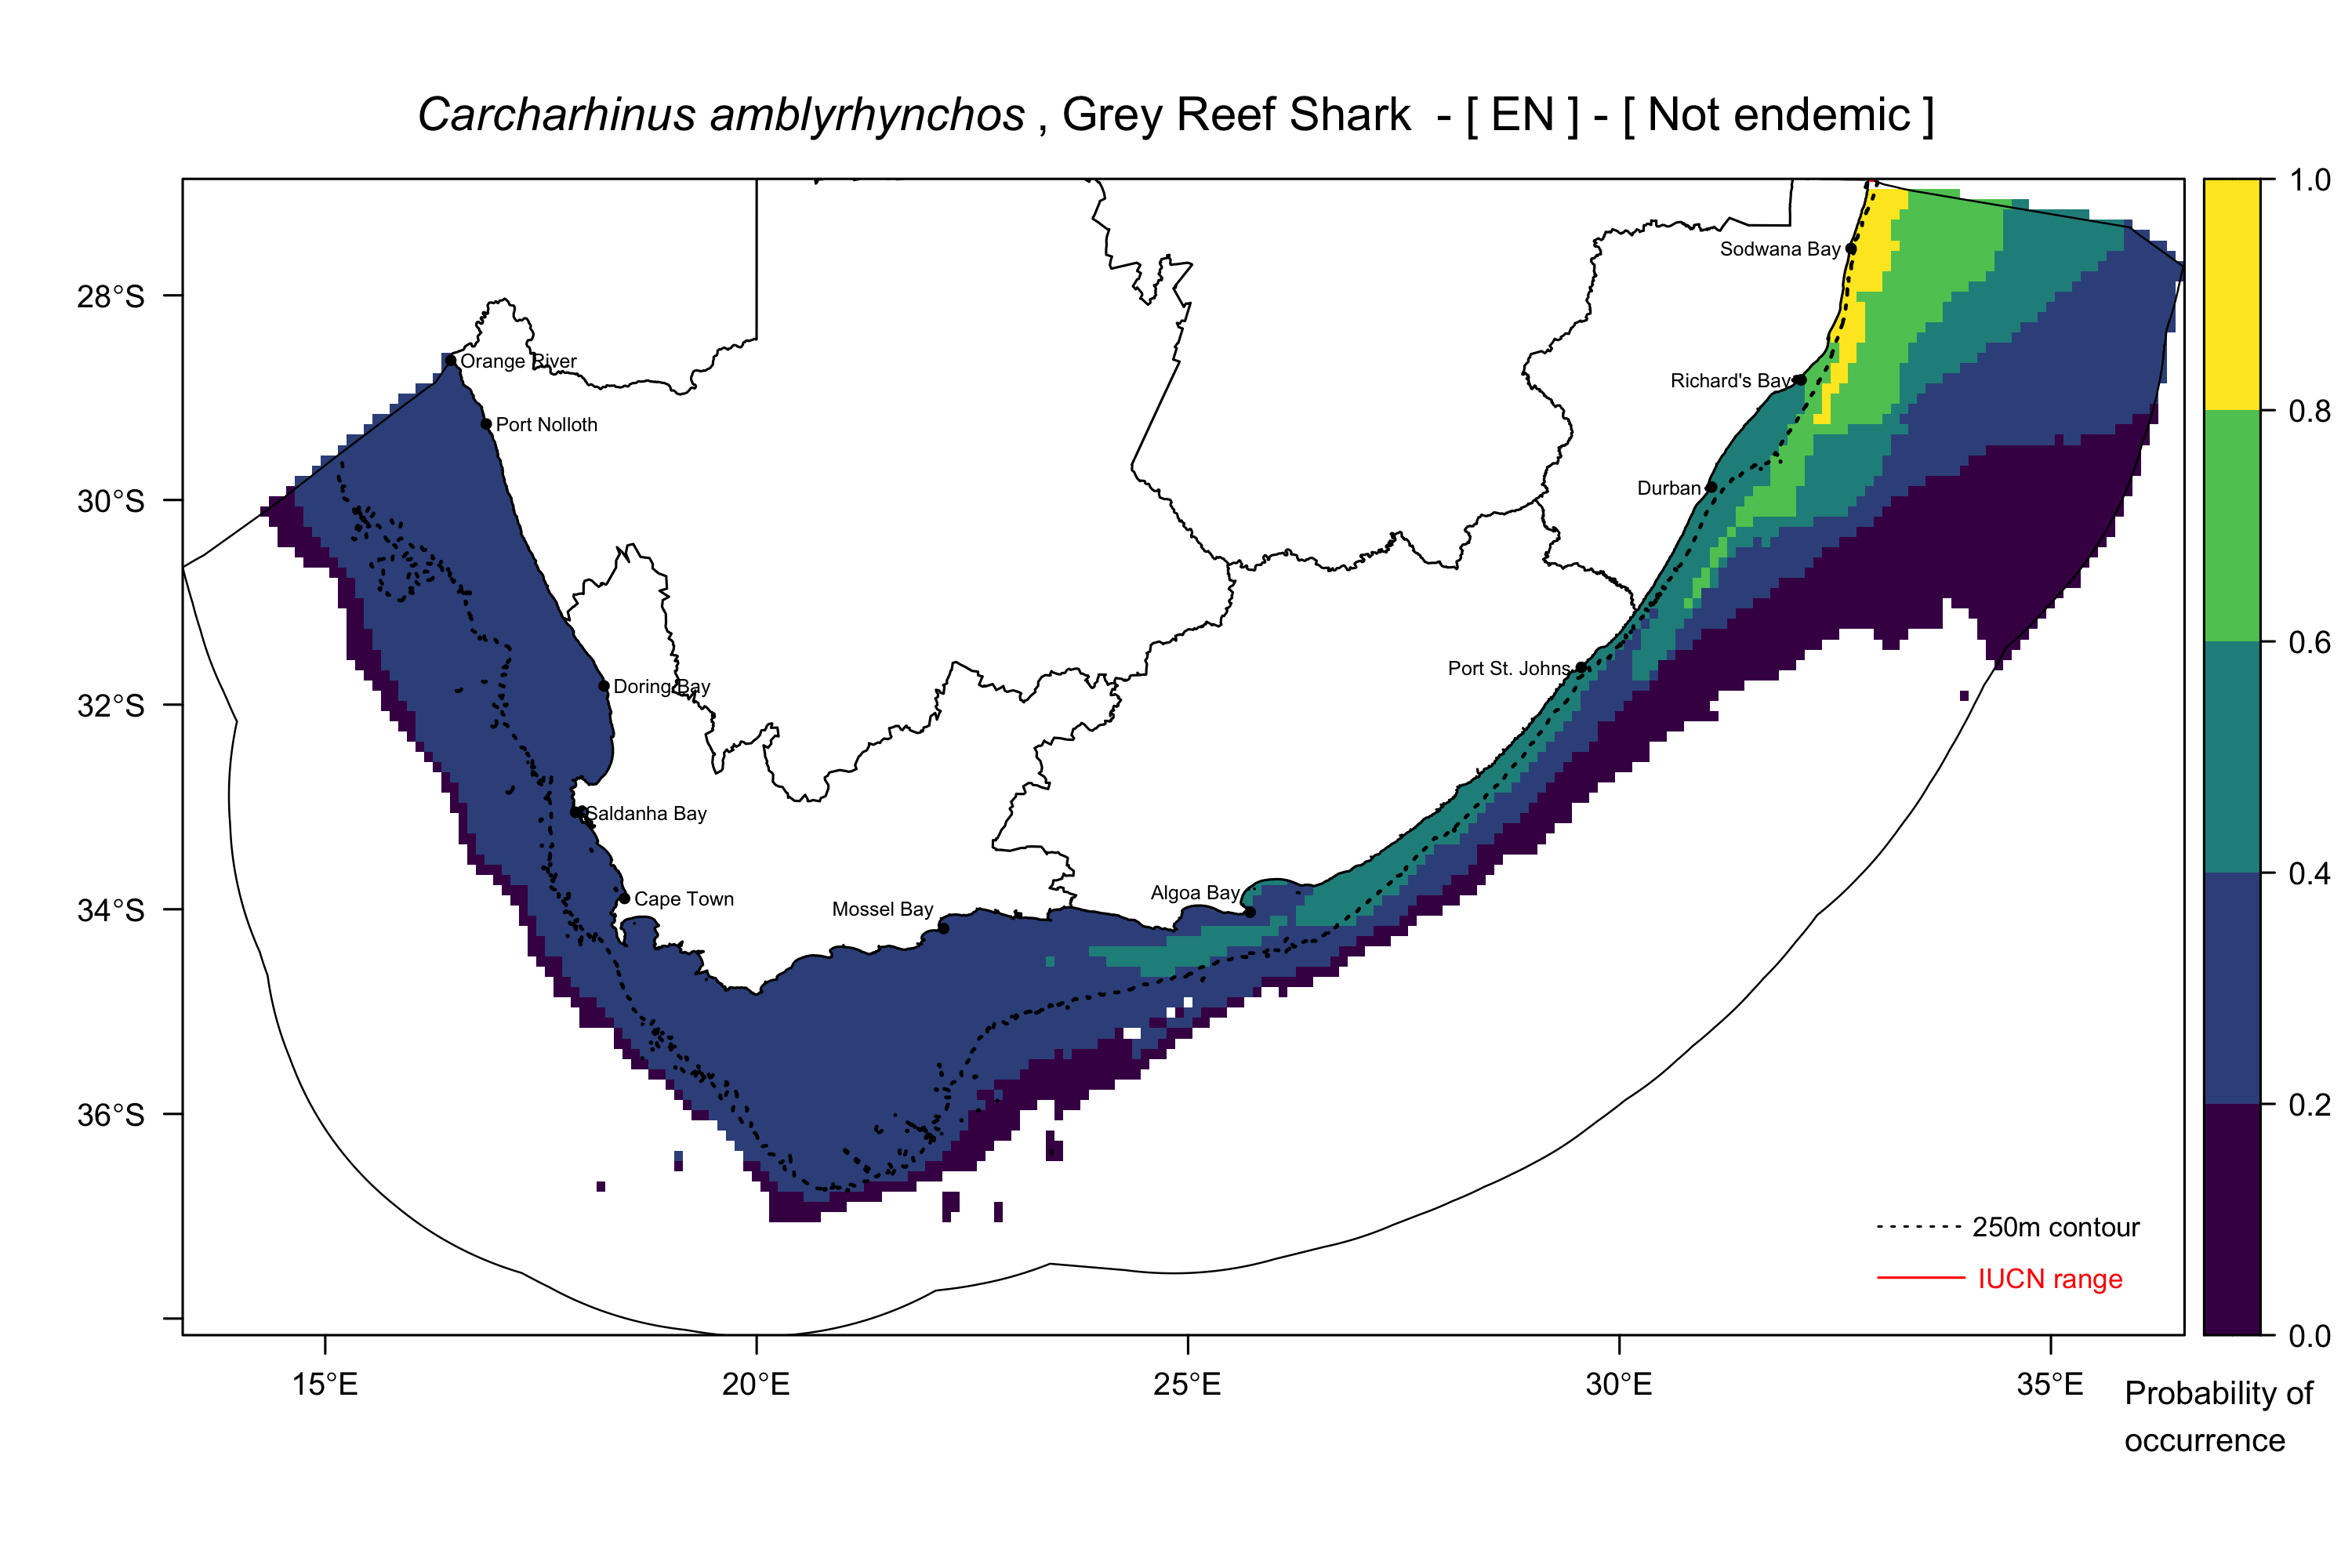 Carcharhinus amblyrhynchos , Grey Reef Shark - [ EN ] - [ Not endemic ]
1.0
Sodwana Bay
28°S
Orange River
Richard's Bay
0.8
Port Nolloth
Durban
30°S
0.6
Port St. Johns
Doring Bay
32°S
Saldanha Bay
0.4
Algoa Bay
Cape Town
Mossel Bay
34°S
0.2
36°S
250m contour
IUCN range
0.0
15°E
20°E
25°E
30°E
35°E
Probability of
occurrence